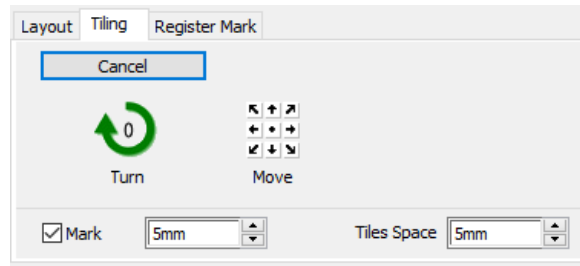 Layout Tiling Register Mark
Cancel
0
Turn Move
Mark 5mm Tiles Space 5mm